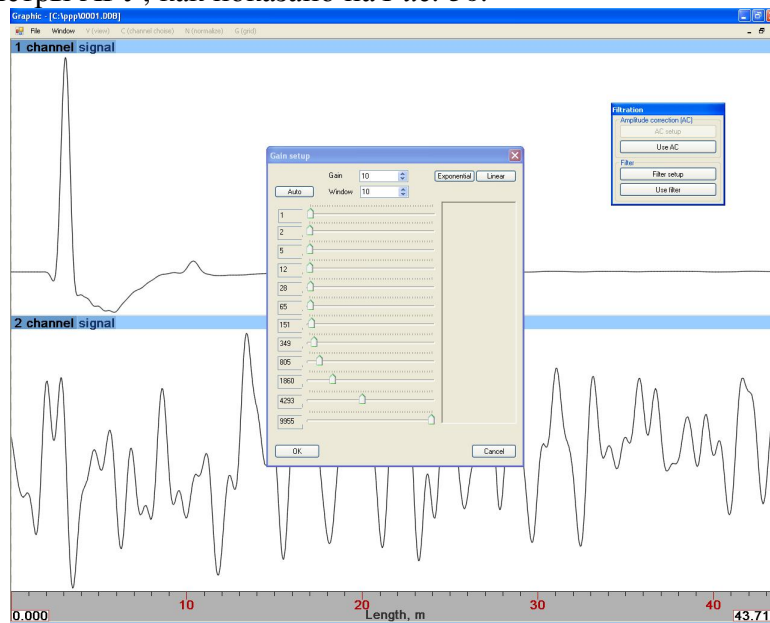 Graphic - [C:\ppp\0001.DDB]
File Window V (view) C (channel choice) N (normalize) G (grid)
1 channel signal
Filtration
Amplitude correction (AC)
AC setup
Use AC
Filter
Filter setup
Use filter
Gain setup
Gain 10 Exponential Linear
Auto Window 10
1
2
5
12
28
65
151
349
805
1860
4293
9955
OK Cancel
2 channel signal
10 20 30 40
0.000 Length, m 43.71